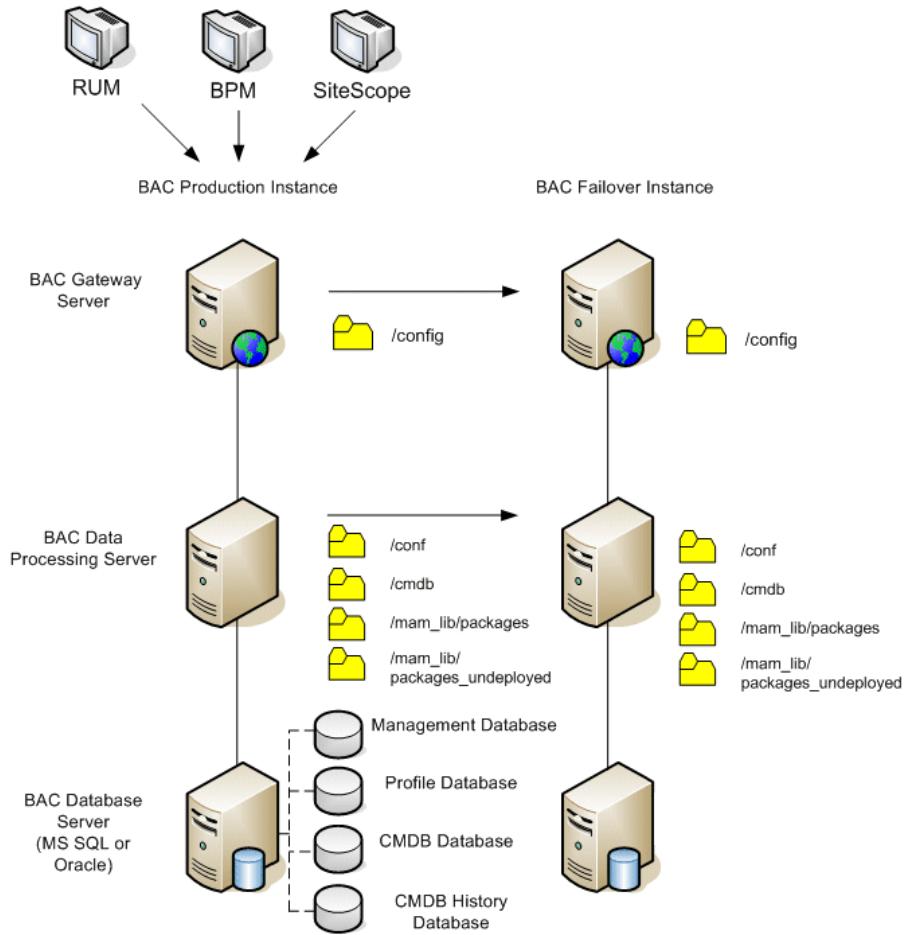 RUM
BPM
SiteScope
BAC Production Instance
BAC Failover Instance
BAC Gateway
Server
/config
/config
BAC Data
Processing Server
/conf
/cmdb
/mam_lib/packages
/mam_lib/
packages_undeployed
/conf
/cmdb
/mam_lib/packages
/mam_lib/
packages_undeployed
BAC Database
Server
(MS SQL or
Oracle)
Management Database
Profile Database
CMDB Database
CMDB History
Database